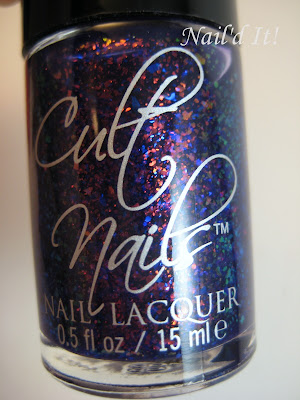 Nail'd It!
Cult
Nails™
NAIL LACQUER
0.5 fl oz / 15 ml e